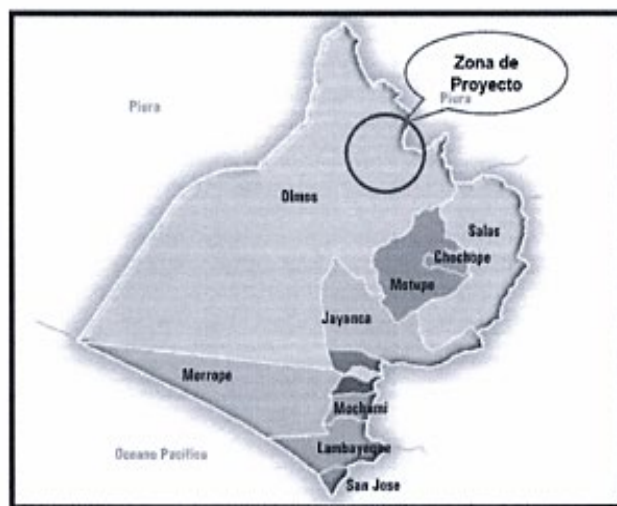 Zona de
Proyecto
Piura
Piura
Olmos
Salas
Chochope
Motupe
Jayanca
Morrope
Mochumi
Lambayeque
Oceano Pacifico
San Jose